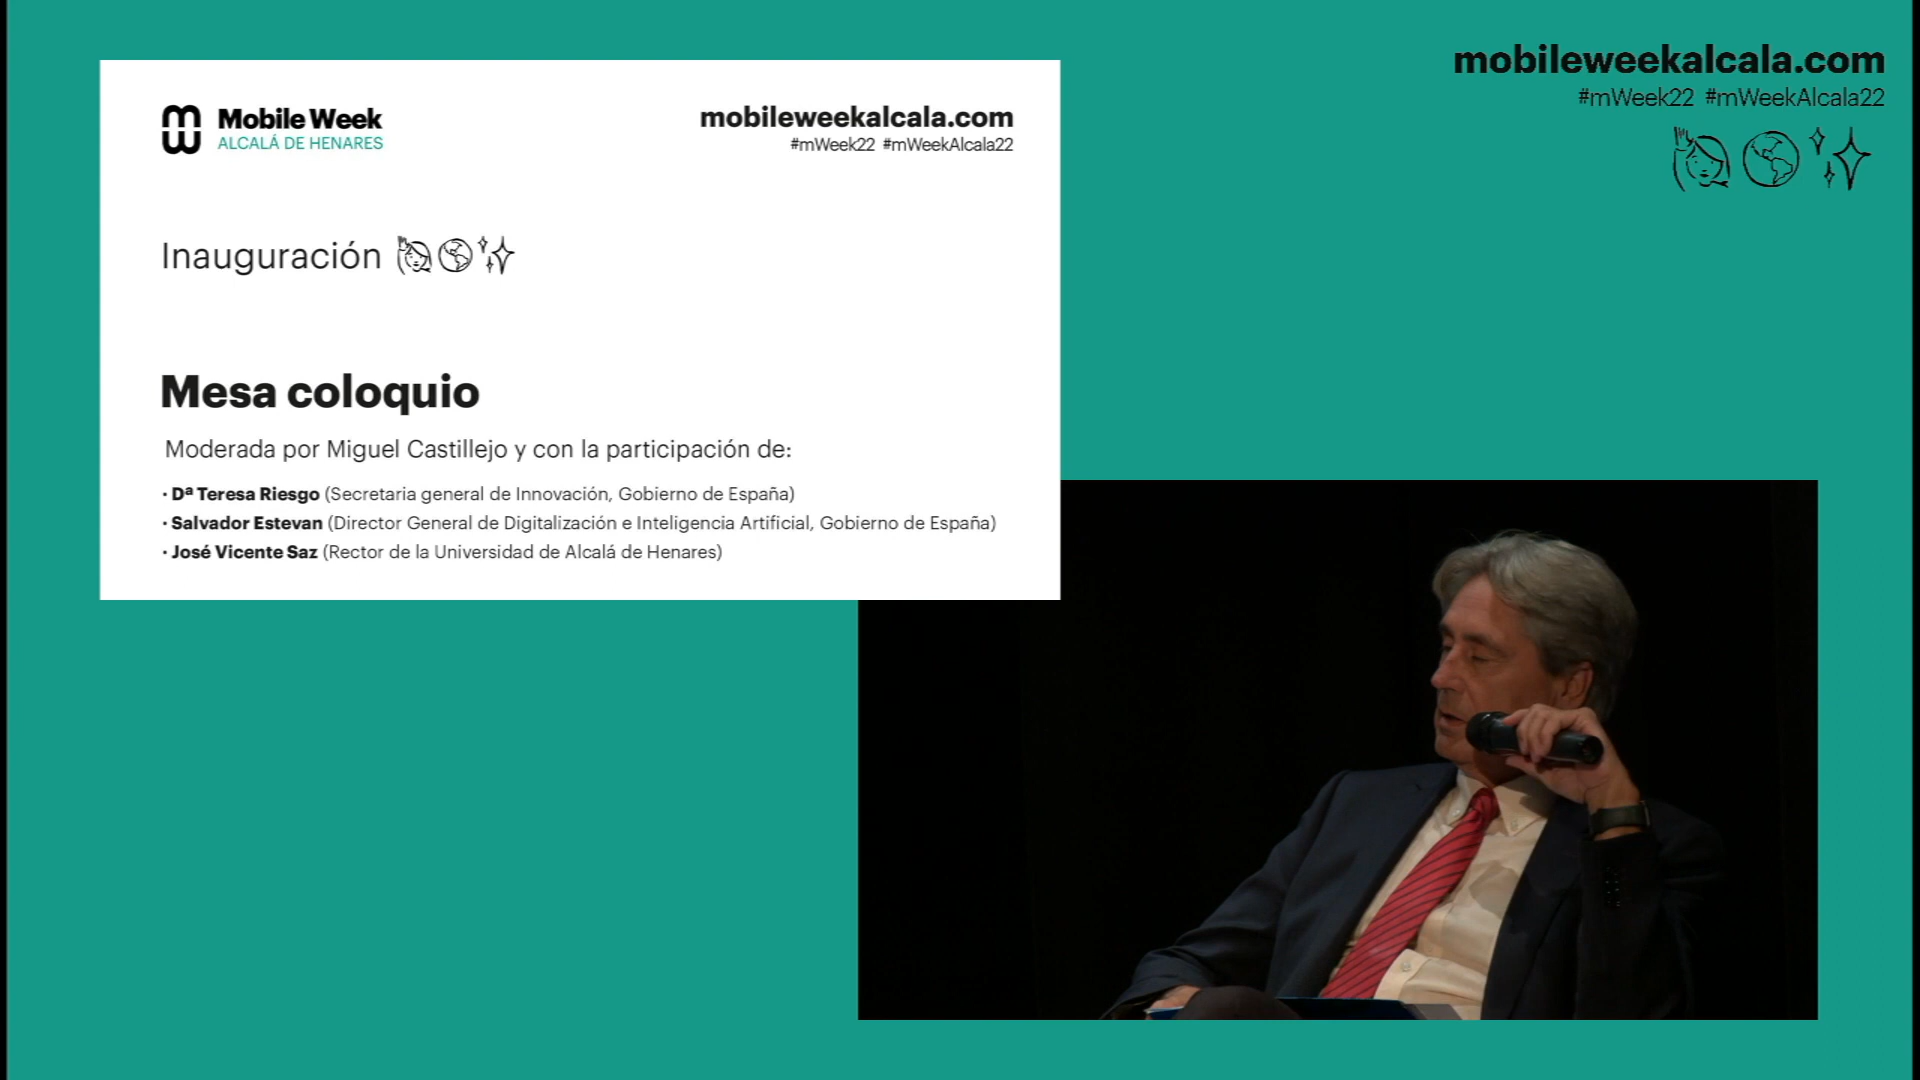 Mobile Week
ALCALÁ DE HENARES
mobileweekalcala.com
#mWeek22 #mWeekAlcala22
Inauguración
Mesa coloquio
Moderada por Miguel Castillejo y con la participación de:
· Dª Teresa Riesgo (Secretaria general de Innovación, Gobierno de España)
· Salvador Estevan (Director General de Digitalización e Inteligencia Artificial, Gobierno de España)
· José Vicente Saz (Rector de la Universidad de Alcalá de Henares)
mobileweekalcala.com
#mWeek22 #mWeekAlcala22